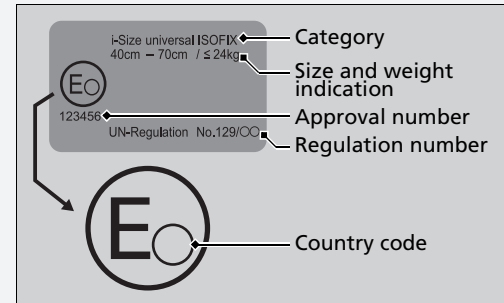 i-Size universal ISOFIX
40cm – 70cm / ≤ 24kg
E
123456
UN-Regulation No.129/○○
Category
Size and weight
indication
Approval number
Regulation number
E
Country code